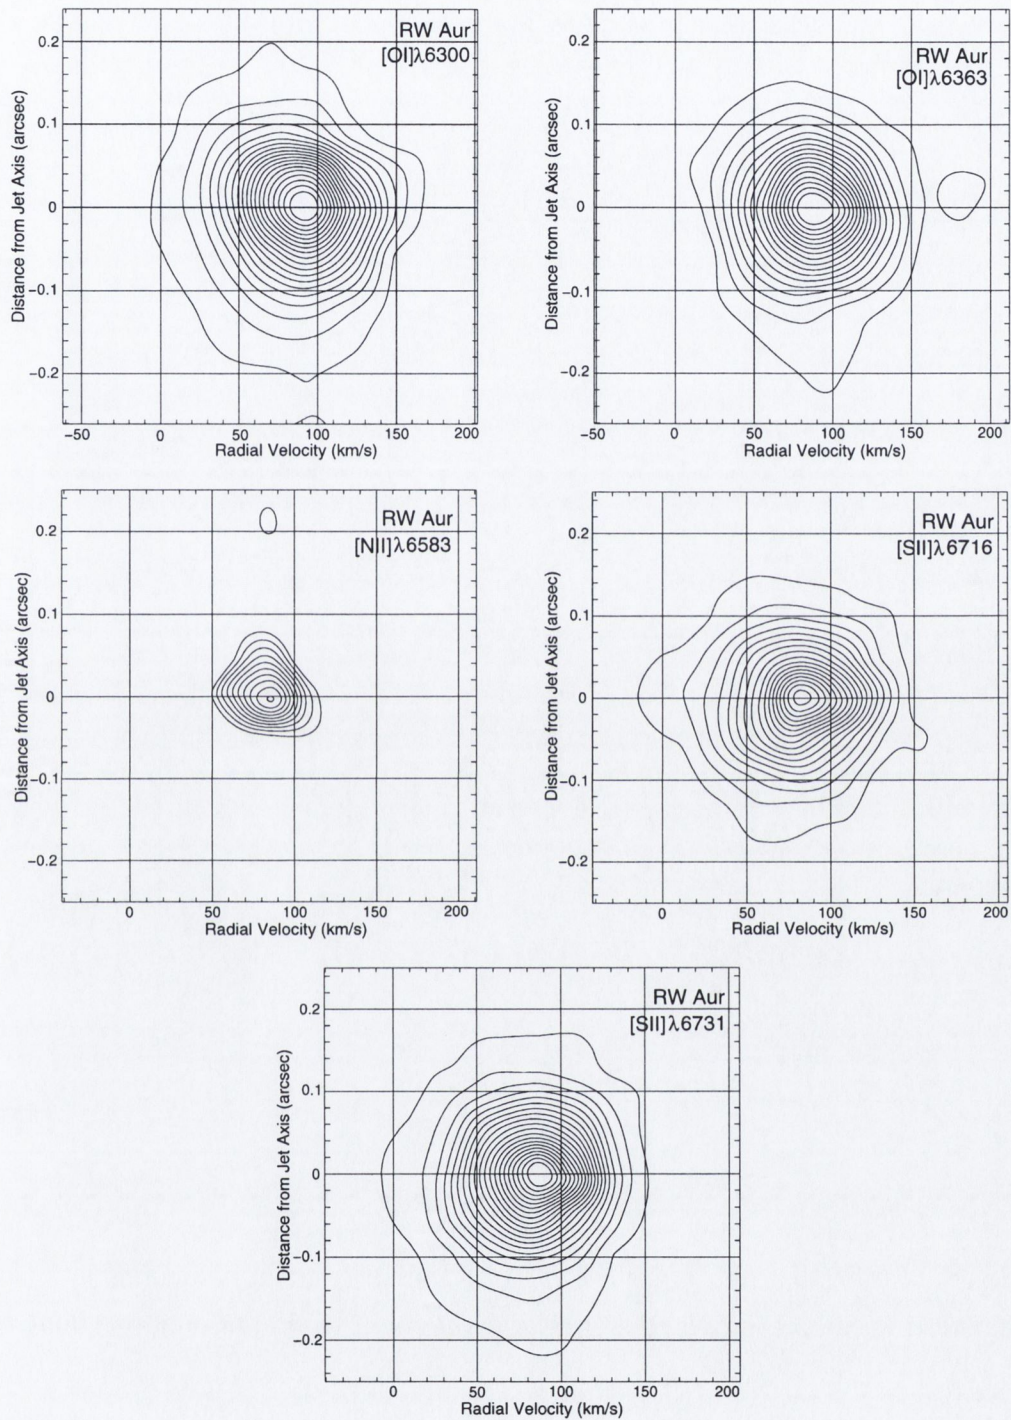 RW Aur
[OI]λ6300
0.2
0.1
0
−0.1
−0.2
Distance from Jet Axis (arcsec)
−50
0
50
100
150
200
Radial Velocity (km/s)
RW Aur
[OI]λ6363
0.2
0.1
0
−0.1
−0.2
Distance from Jet Axis (arcsec)
−50
0
50
100
150
200
Radial Velocity (km/s)
RW Aur
[NII]λ6583
0.2
0.1
0
−0.1
−0.2
Distance from Jet Axis (arcsec)
0
50
100
150
200
Radial Velocity (km/s)
RW Aur
[SII]λ6716
0.2
0.1
0
−0.1
−0.2
Distance from Jet Axis (arcsec)
0
50
100
150
200
Radial Velocity (km/s)
RW Aur
[SII]λ6731
0.2
0.1
0
−0.1
−0.2
Distance from Jet Axis (arcsec)
0
50
100
150
200
Radial Velocity (km/s)